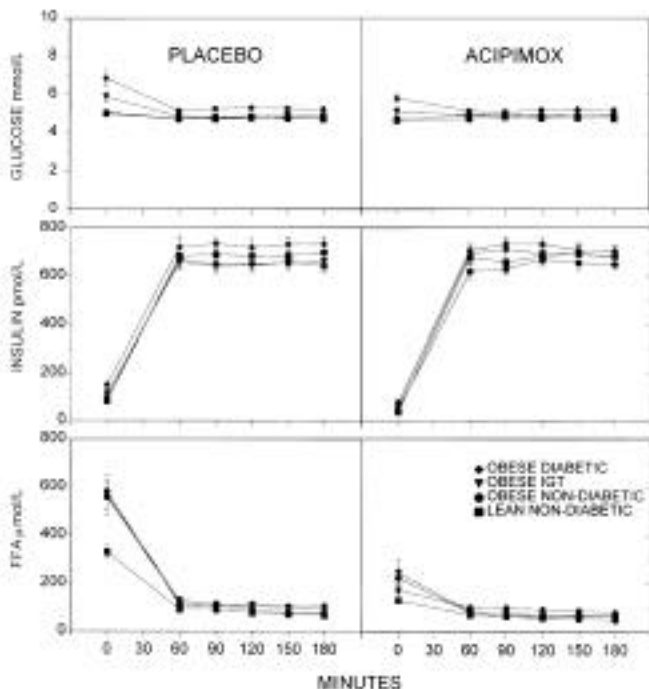 PLACEBO
ACIPIMOX
GLUCOSE mmol/L
10
8
6
4
2
0
INSULIN pmol/L
800
600
400
200
0
FFA μmol/L
800
600
400
200
0
OBESE DIABETIC
OBESE IGT
OBESE NON-DIABETIC
LEAN NON-DIABETIC
0 30 60 90 120 150 180
0 30 60 90 120 150 180
MINUTES